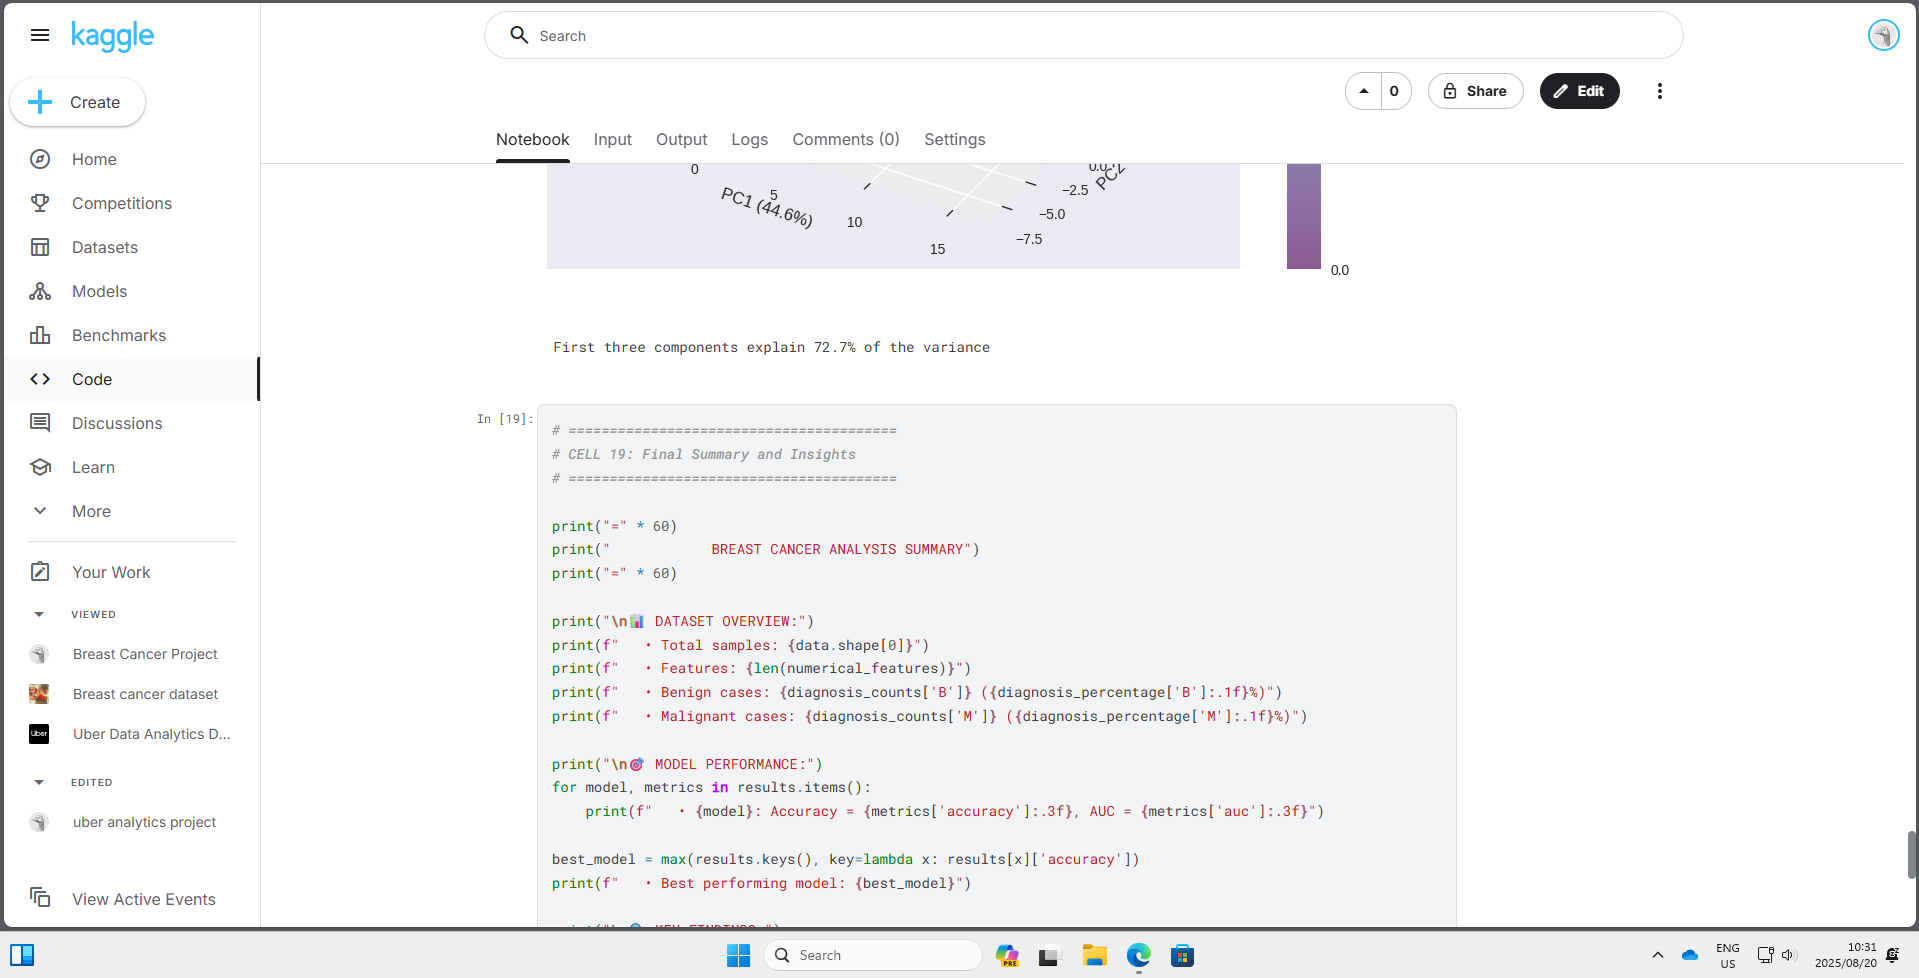 kaggle
Search
Create
0
Share
Edit
Notebook
Input
Output
Logs
Comments (0)
Settings
Home
Competitions
Datasets
Models
Benchmarks
Code
Discussions
Learn
More
Your Work
VIEWED
Breast Cancer Project
Breast cancer dataset
Uber
Uber Data Analytics D...
EDITED
uber analytics project
View Active Events
0
5
10
15
PC1 (44.6%)
0.0
−2.5
−5.0
−7.5
PC2
0.0
First three components explain 72.7% of the variance
In [19]:
# ========================================
# CELL 19: Final Summary and Insights
# ========================================
print("=" * 60)
print("            BREAST CANCER ANALYSIS SUMMARY")
print("=" * 60)
print("\n📊 DATASET OVERVIEW:")
print(f"   • Total samples: {data.shape[0]}")
print(f"   • Features: {len(numerical_features)}")
print(f"   • Benign cases: {diagnosis_counts['B']} ({diagnosis_percentage['B']:.1f}%)")
print(f"   • Malignant cases: {diagnosis_counts['M']} ({diagnosis_percentage['M']:.1f}%)")
print("\n🎯 MODEL PERFORMANCE:")
for model, metrics in results.items():
    print(f"   • {model}: Accuracy = {metrics['accuracy']:.3f}, AUC = {metrics['auc']:.3f}")
best_model = max(results.keys(), key=lambda x: results[x]['accuracy'])
print(f"   • Best performing model: {best_model}")
Search
PRE
ENG
US
10:31
2025/08/20